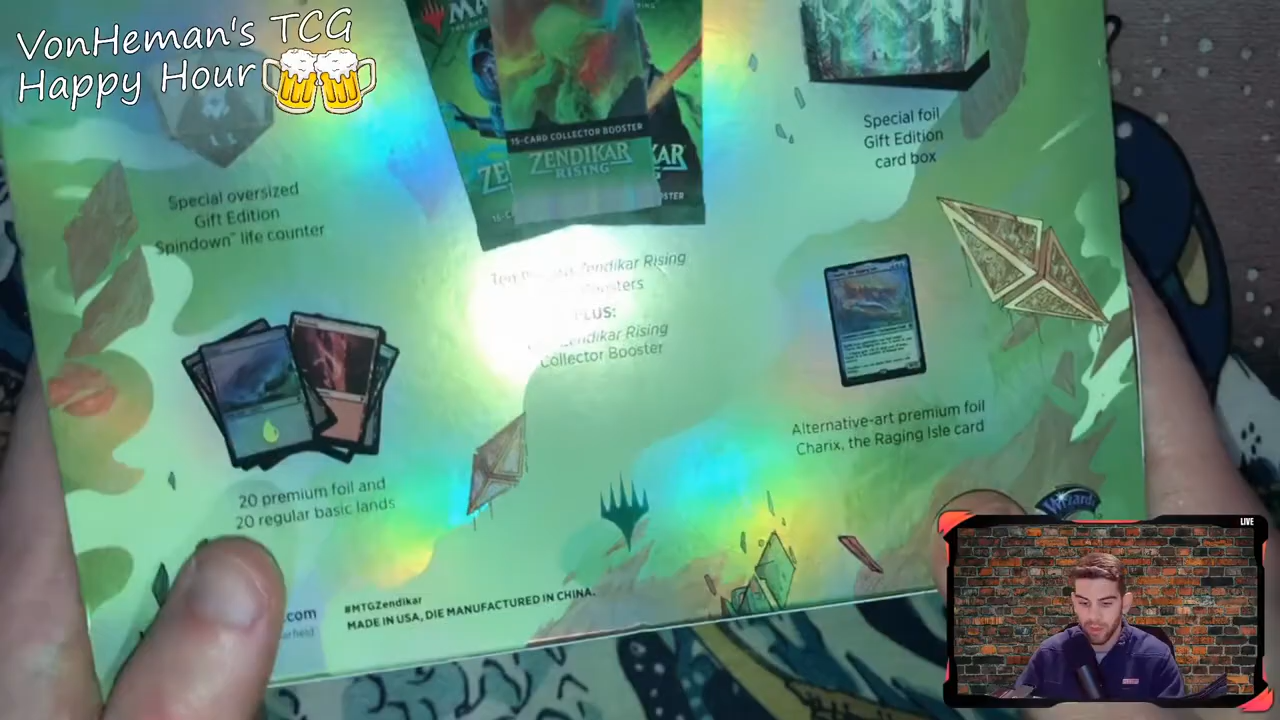 VonHeman's TCG
Happy Hour
15-CARD COLLECTOR BOOSTER
ZENDIKAR
RISING
Special foil
Gift Edition
card box
Special oversized
Gift Edition
Spindown™ life counter
Zendikar Rising
PLUS:
Zendikar Rising
Collector Booster
Alternative-art premium foil
Charix, the Raging Isle card
20 premium foil and
20 regular basic lands
#MTGZendikar
MADE IN USA, DIE MANUFACTURED IN CHINA.
.com
Wizards
LIVE